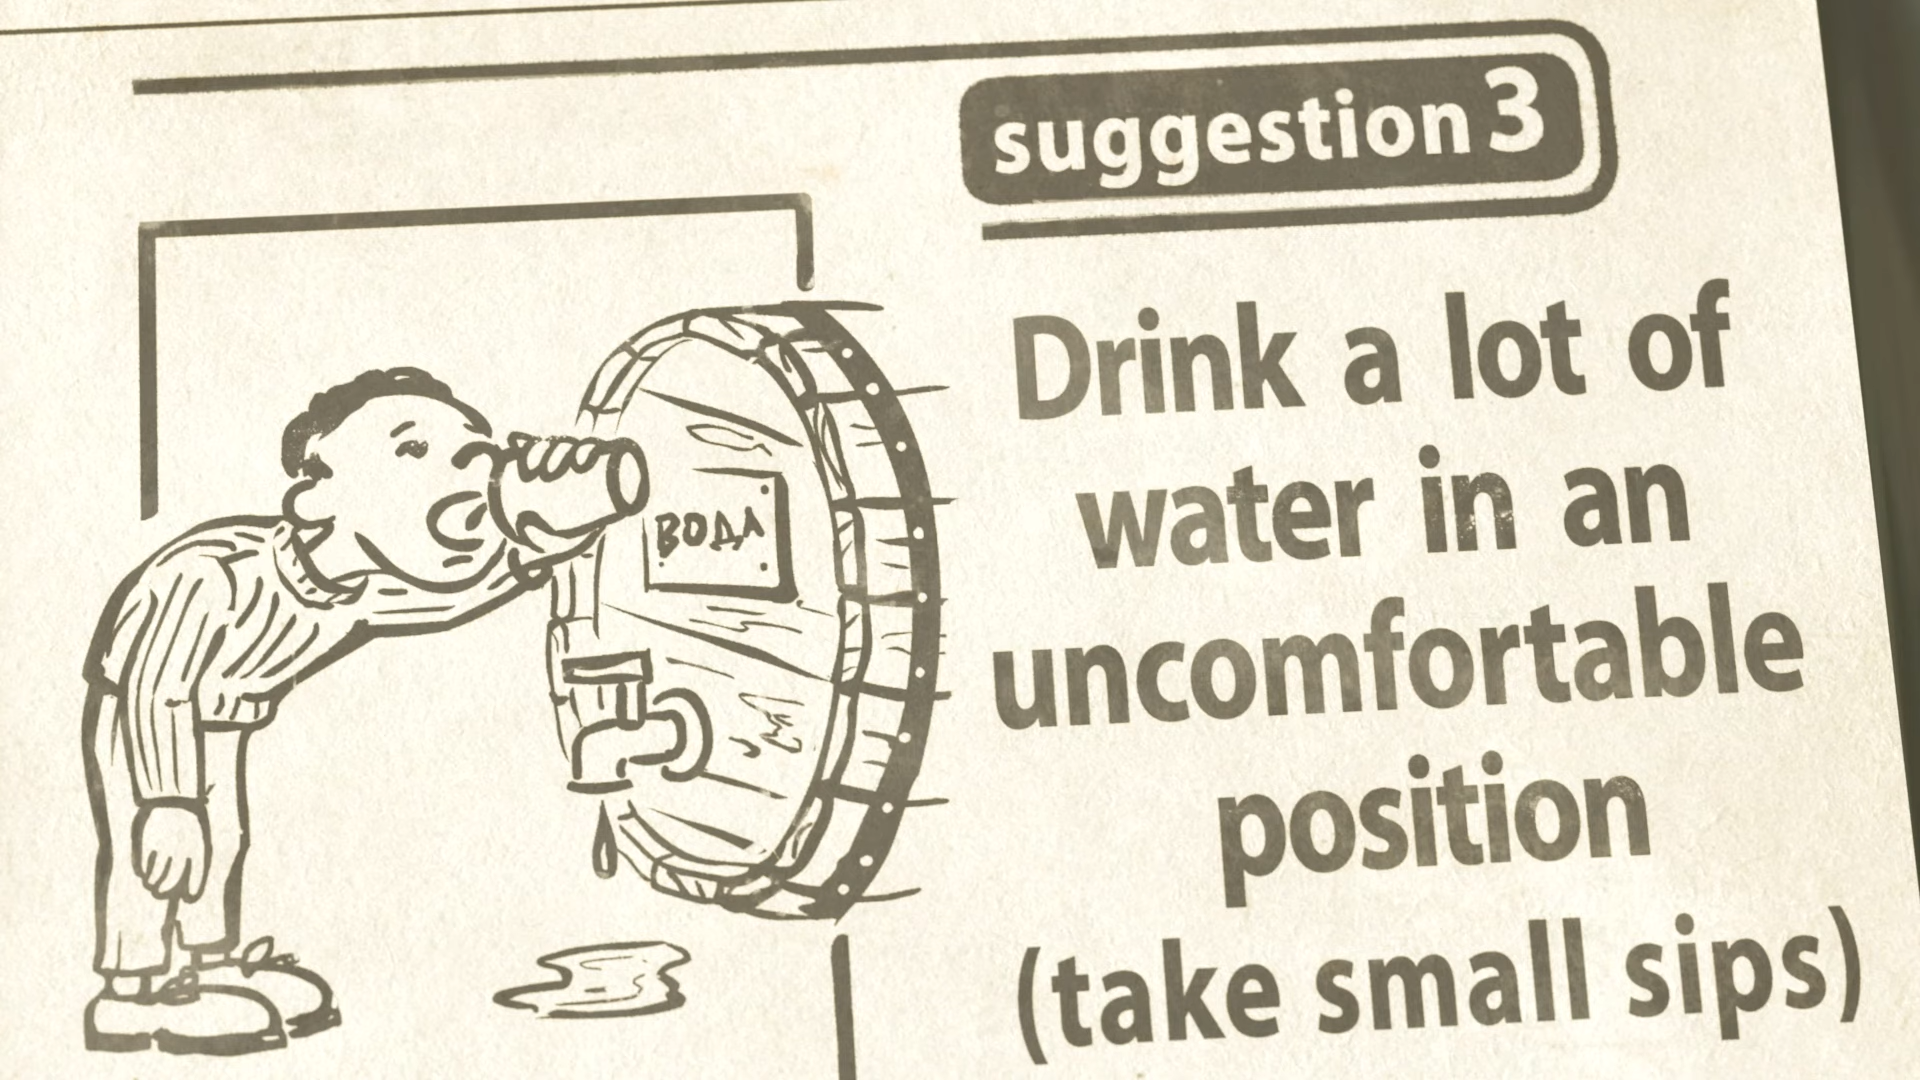 suggestion 3
Drink a lot of
water in an
uncomfortable
position
(take small sips)
ВОДА